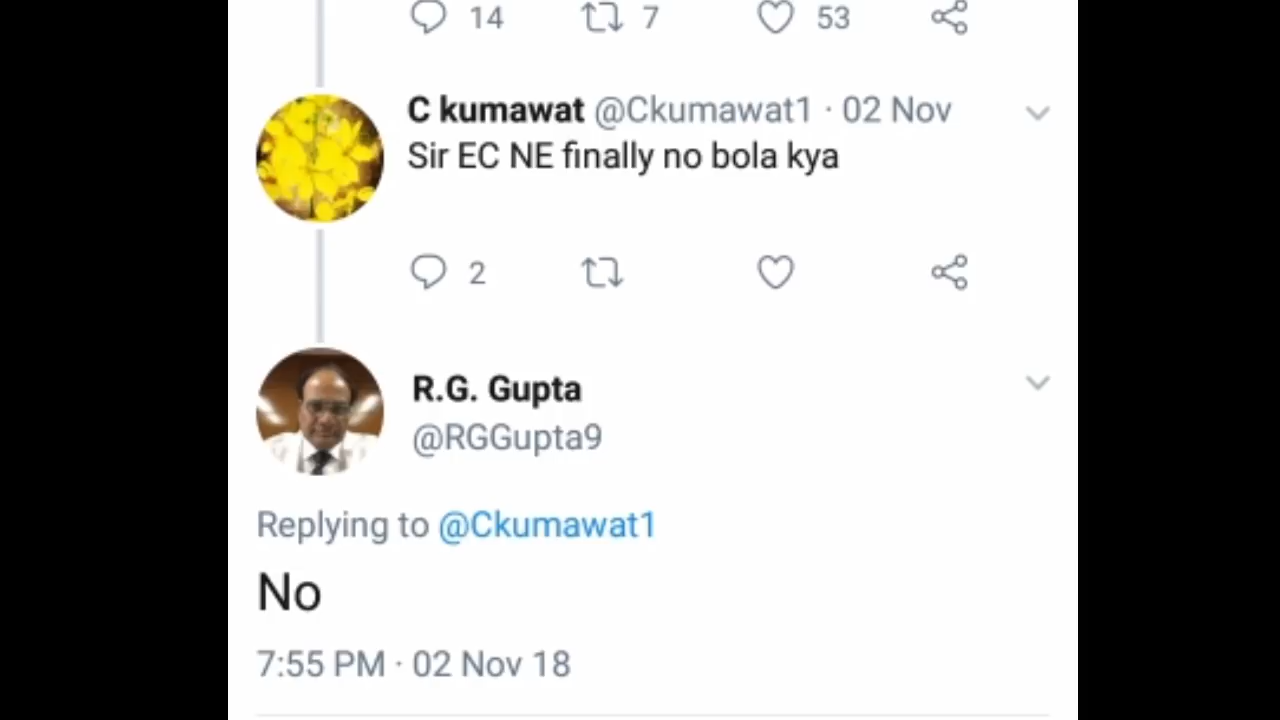 14 7 53
C kumawat @Ckumawat1 · 02 Nov
Sir EC NE finally no bola kya
2
R.G. Gupta
@RGGupta9
Replying to @Ckumawat1
No
7:55 PM · 02 Nov 18